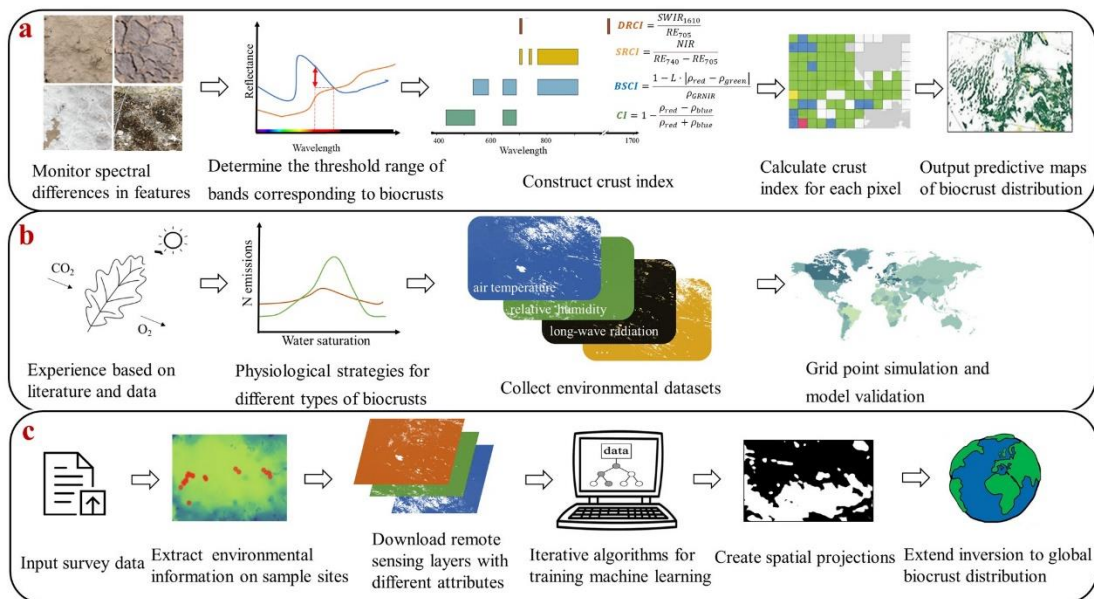 a
Reflectance
Wavelength
400 600 800 1700
Wavelength
DRCI = SWIR₁₆₁₀ / RE₇₀₅
SRCI = NIR / RE₇₄₀ − RE₇₀₅
BSCI = 1 − L · |ρred − ρgreen| / ρGRNIR
CI = 1 − ρred − ρblue / ρred + ρblue
Monitor spectral
differences in features
Determine the threshold range of
bands corresponding to biocrusts
Construct crust index
Calculate crust
index for each pixel
Output predictive maps
of biocrust distribution
b
CO₂
O₂
N emissions
Water saturation
air temperature
relative humidity
long-wave radiation
...
Experience based on
literature and data
Physiological strategies for
different types of biocrusts
Collect environmental datasets
Grid point simulation and
model validation
c
data
Input survey data
Extract environmental
information on sample sites
Download remote
sensing layers with
different attributes
Iterative algorithms for
training machine learning
Create spatial projections
Extend inversion to global
biocrust distribution